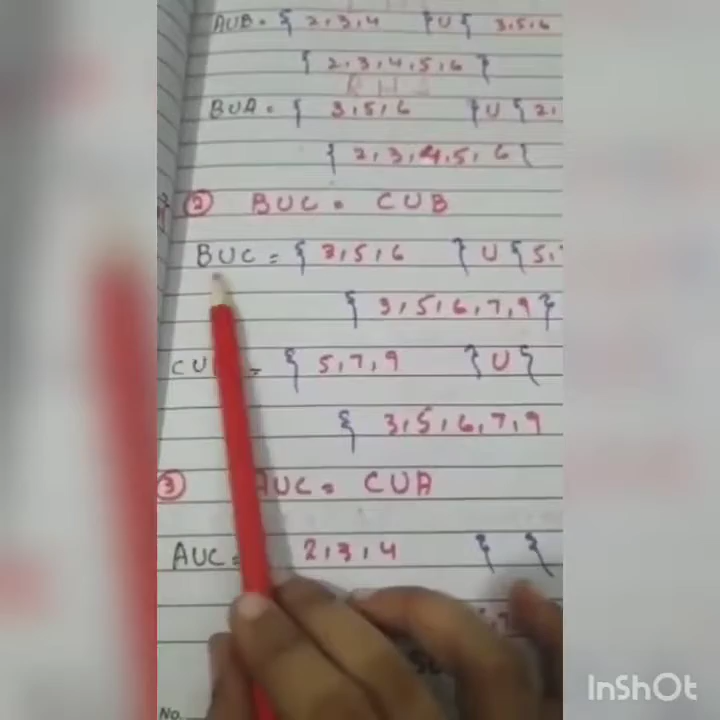 AUB = { 2,3,4 } U { 3,5,6
{ 2,3,4,5,6 }
BUA = { 3,5,6 } U { 2,
{ 2,3,4,5,6 {
② BUC = CUB
BUC = { 3,5,6 } U { 5,
{ 3,5,6,7,9 }
CU = { 5,7,9 } U {
{ 3,5,6,7,9
③ AUC = CUA
AUC = 2,3,4 } {
No.
InShOt